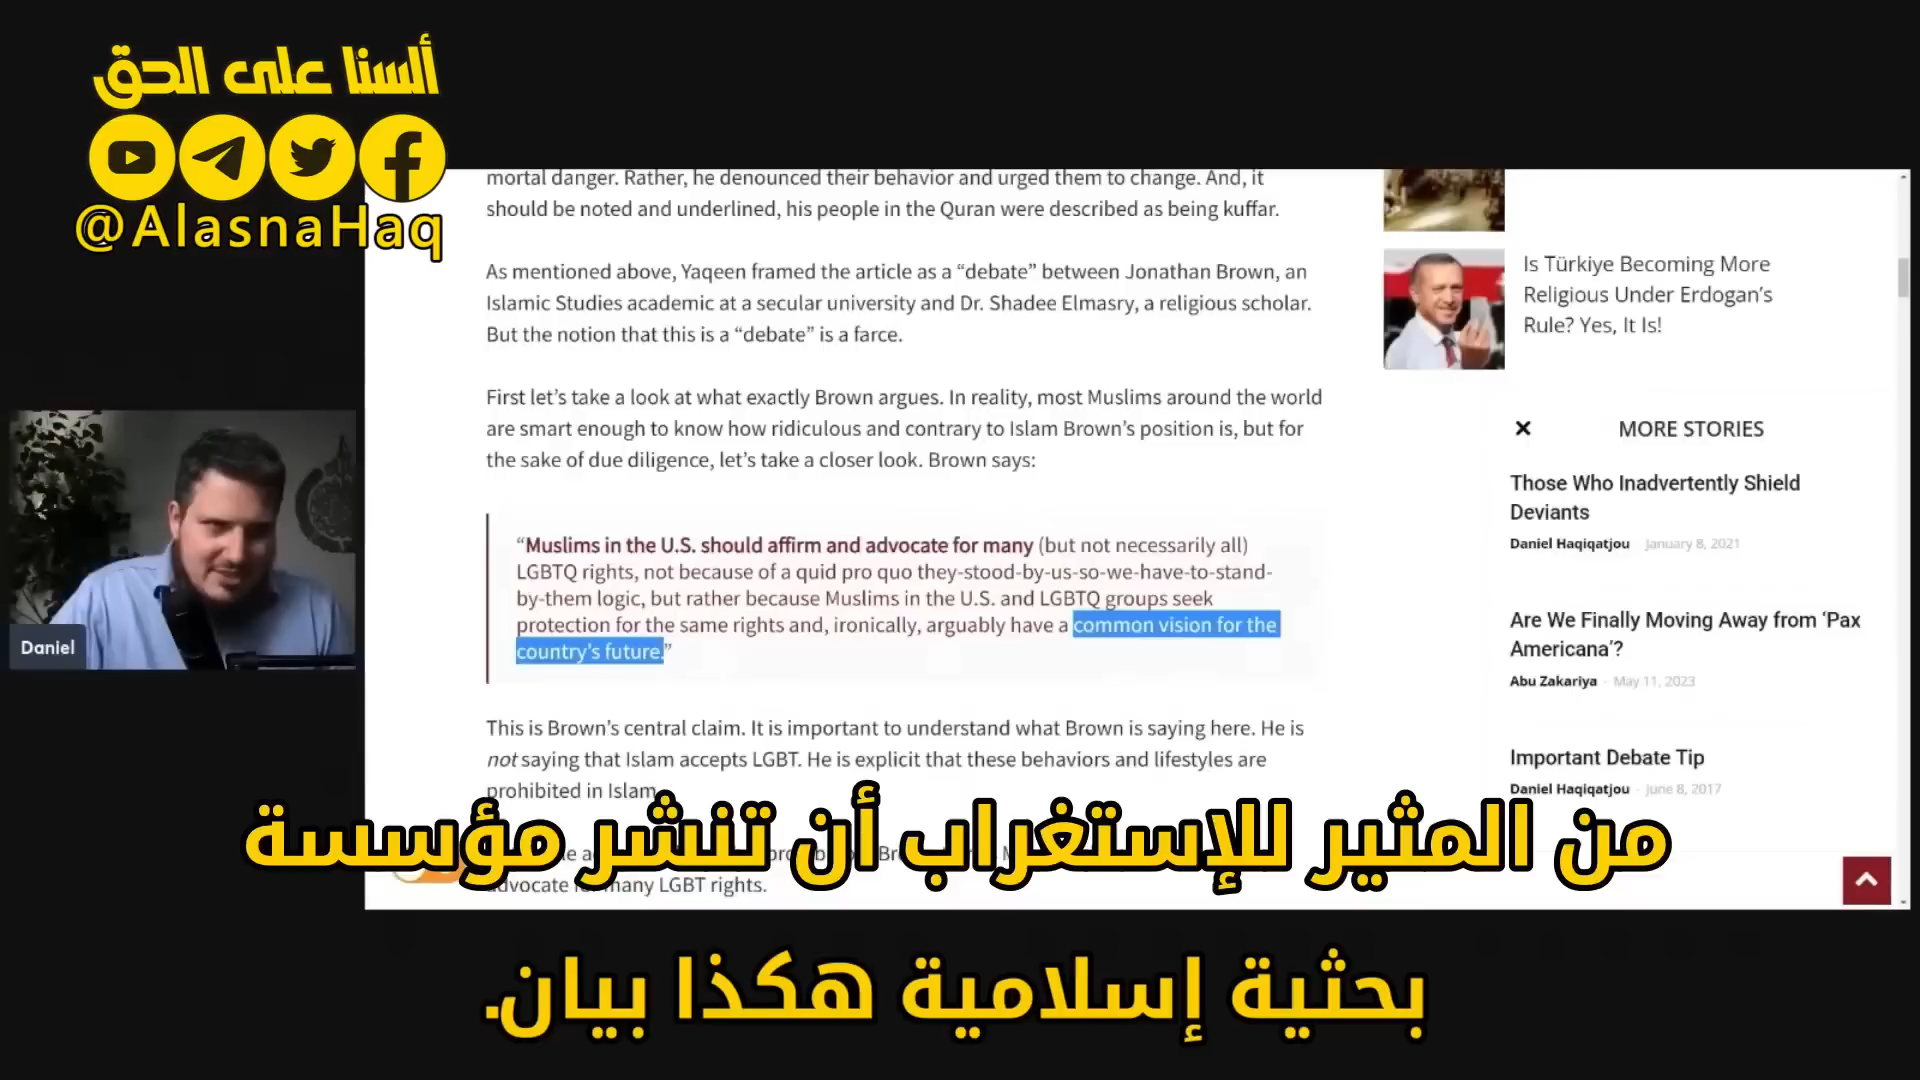 ألسنا على الحق
@AlasnaHaq
mortal danger. Rather, he denounced their behavior and urged them to change. And, it
should be noted and underlined, his people in the Quran were described as being kuffar.
As mentioned above, Yaqeen framed the article as a “debate” between Jonathan Brown, an
Islamic Studies academic at a secular university and Dr. Shadee Elmasry, a religious scholar.
But the notion that this is a “debate” is a farce.
First let’s take a look at what exactly Brown argues. In reality, most Muslims around the world
are smart enough to know how ridiculous and contrary to Islam Brown’s position is, but for
the sake of due diligence, let’s take a closer look. Brown says:
“Muslims in the U.S. should affirm and advocate for many (but not necessarily all)
LGBTQ rights, not because of a quid pro quo they-stood-by-us-so-we-have-to-stand-
by-them logic, but rather because Muslims in the U.S. and LGBTQ groups seek
protection for the same rights and, ironically, arguably have a common vision for the
country’s future.”
This is Brown’s central claim. It is important to understand what Brown is saying here. He is
not saying that Islam accepts LGBT. He is explicit that these behaviors and lifestyles are
prohibited in Islam.
advocate for many LGBT rights.
Is Türkiye Becoming More
Religious Under Erdogan’s
Rule? Yes, It Is!
MORE STORIES
Those Who Inadvertently Shield
Deviants
Daniel Haqiqatjou - January 8, 2021
Are We Finally Moving Away from ‘Pax
Americana’?
Abu Zakariya - May 11, 2023
Important Debate Tip
Daniel Haqiqatjou - June 8, 2017
Daniel
من المثير للإستغراب أن تنشر مؤسسة
بحثية إسلامية هكذا بيان.